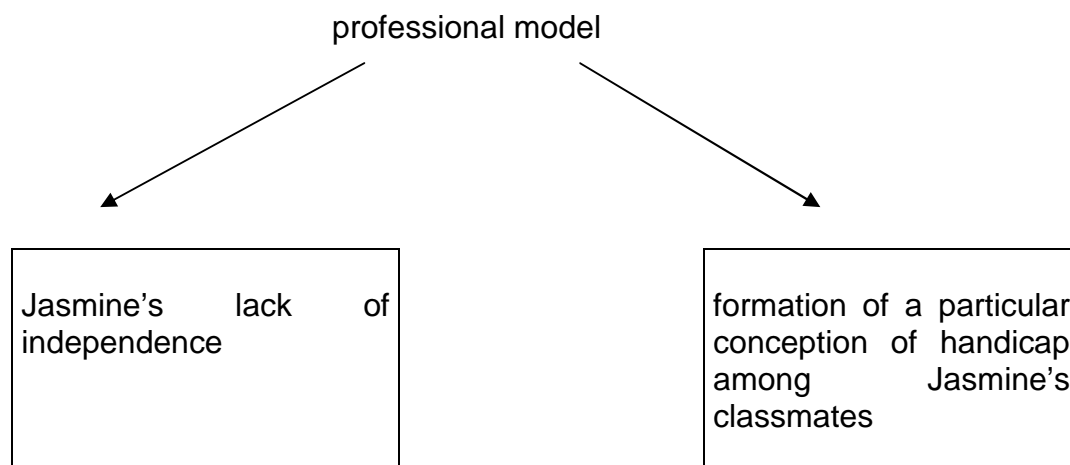 professional model
Jasmine's lack of
independence
formation of a particular
conception of handicap
among Jasmine's
classmates